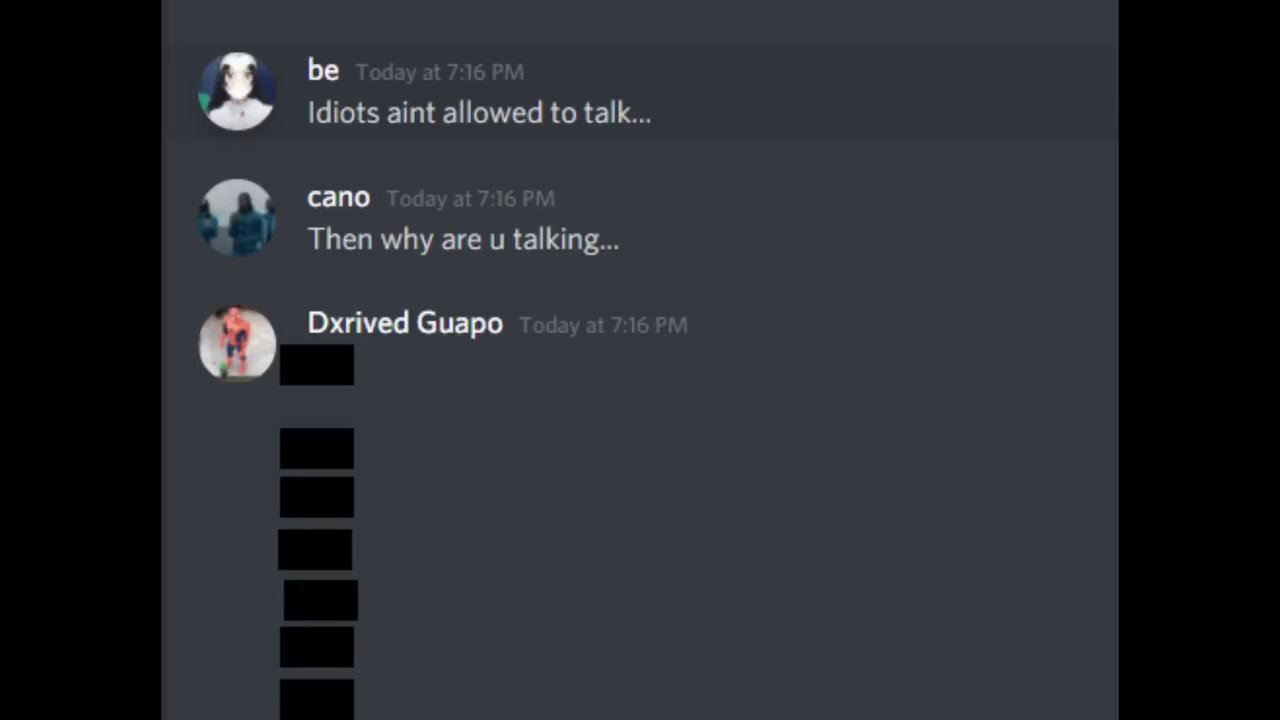 be Today at 7:16 PM
Idiots aint allowed to talk...
cano Today at 7:16 PM
Then why are u talking...
Dxrived Guapo Today at 7:16 PM